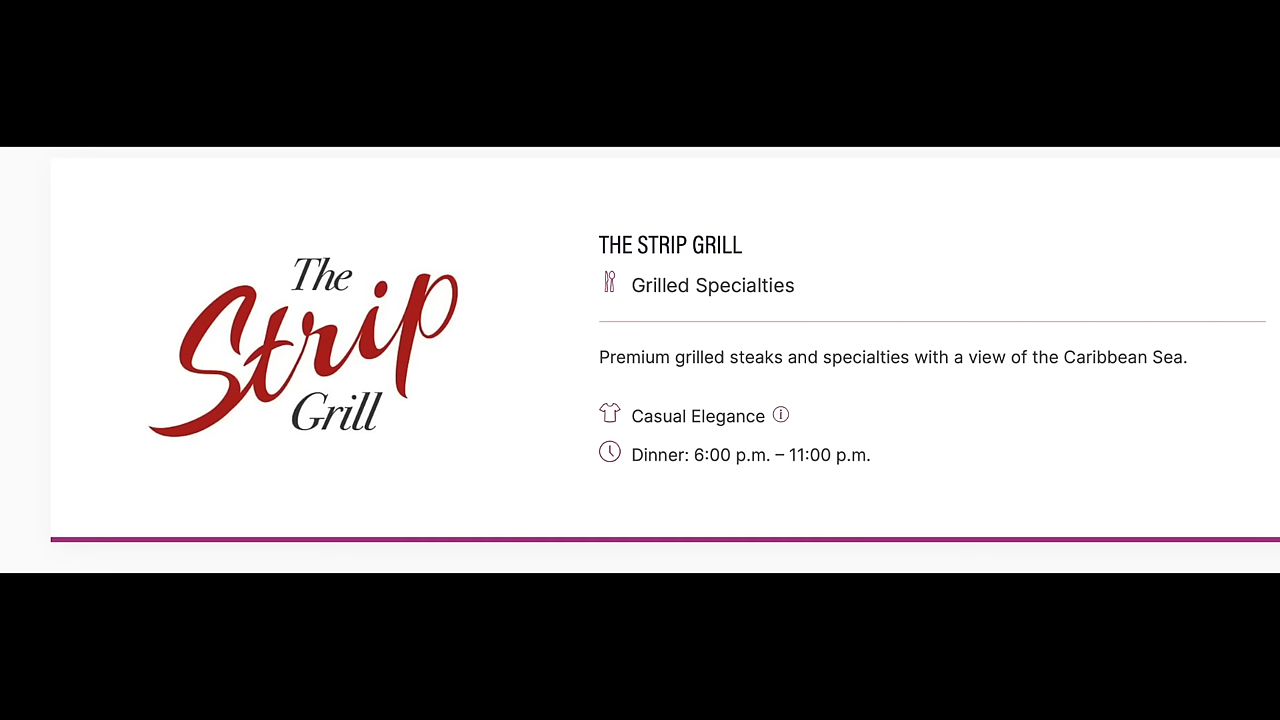 The
Strip
Grill
THE STRIP GRILL
Grilled Specialties
Premium grilled steaks and specialties with a view of the Caribbean Sea.
Casual Elegance
Dinner: 6:00 p.m. – 11:00 p.m.